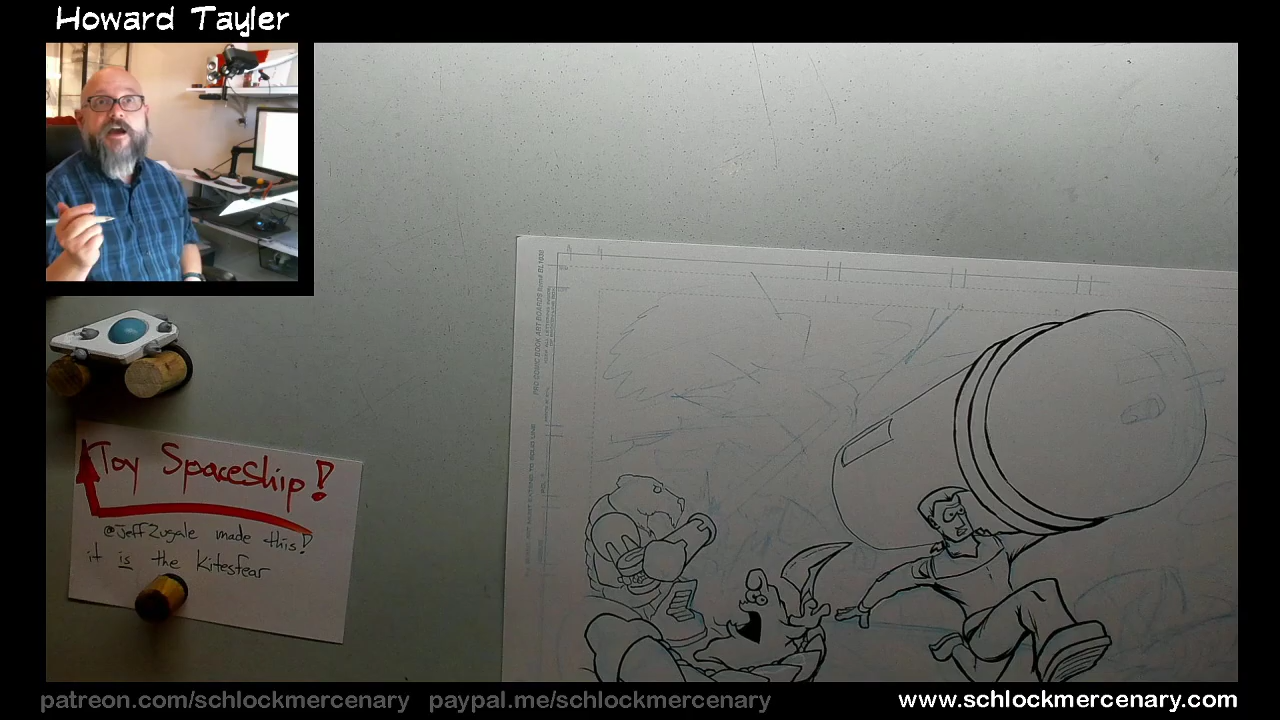 Howard Tayler
Toy Spaceship!
@JeffZugale made this!
it is the Kitesfear
PRO COMIC BOOK ART BOARDS
patreon.com/schlockmercenary
paypal.me/schlockmercenary
www.schlockmercenary.com